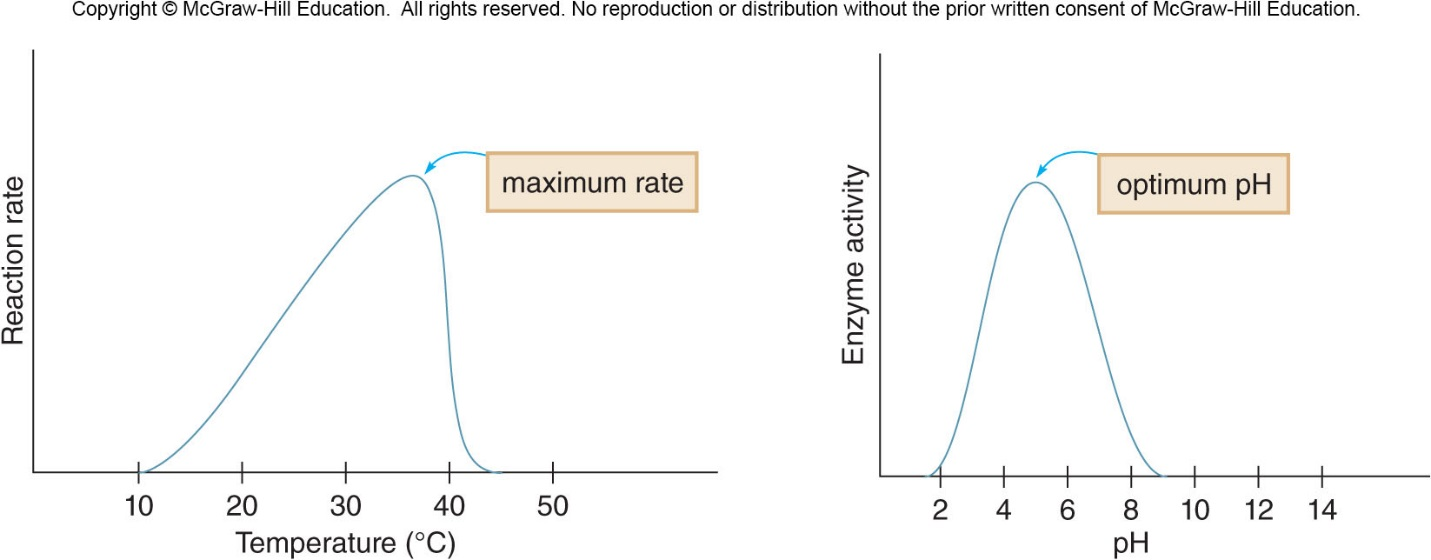 Copyright © McGraw-Hill Education. All rights reserved. No reproduction or distribution without the prior written consent of McGraw-Hill Education.
Reaction rate
maximum rate
10 20 30 40 50
Temperature (°C)
Enzyme activity
optimum pH
2 4 6 8 10 12 14
pH